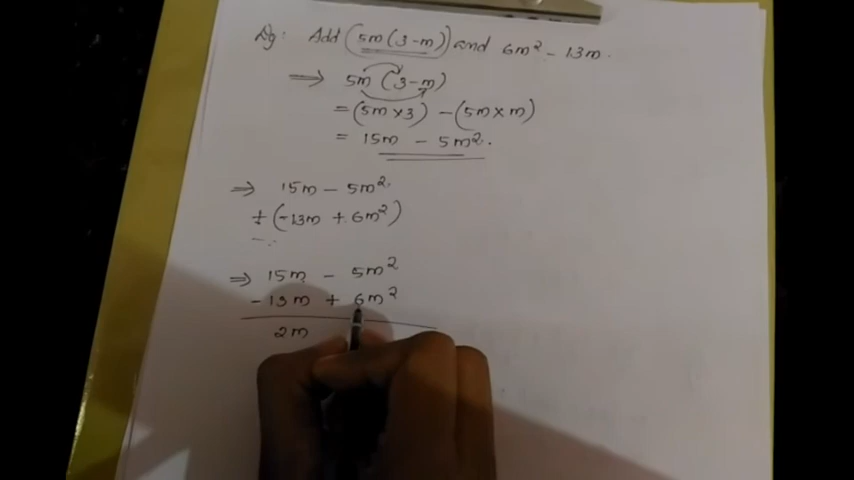 Eg: Add (5m(3-m)) and 6m² - 13m.
⇒ 5m (3-m)
= (5m×3) - (5m×m)
= 15m - 5m².
⇒ 15m - 5m²
+ (-13m + 6m²)
⇒ 15m - 5m²
-13m + 6m²
2m